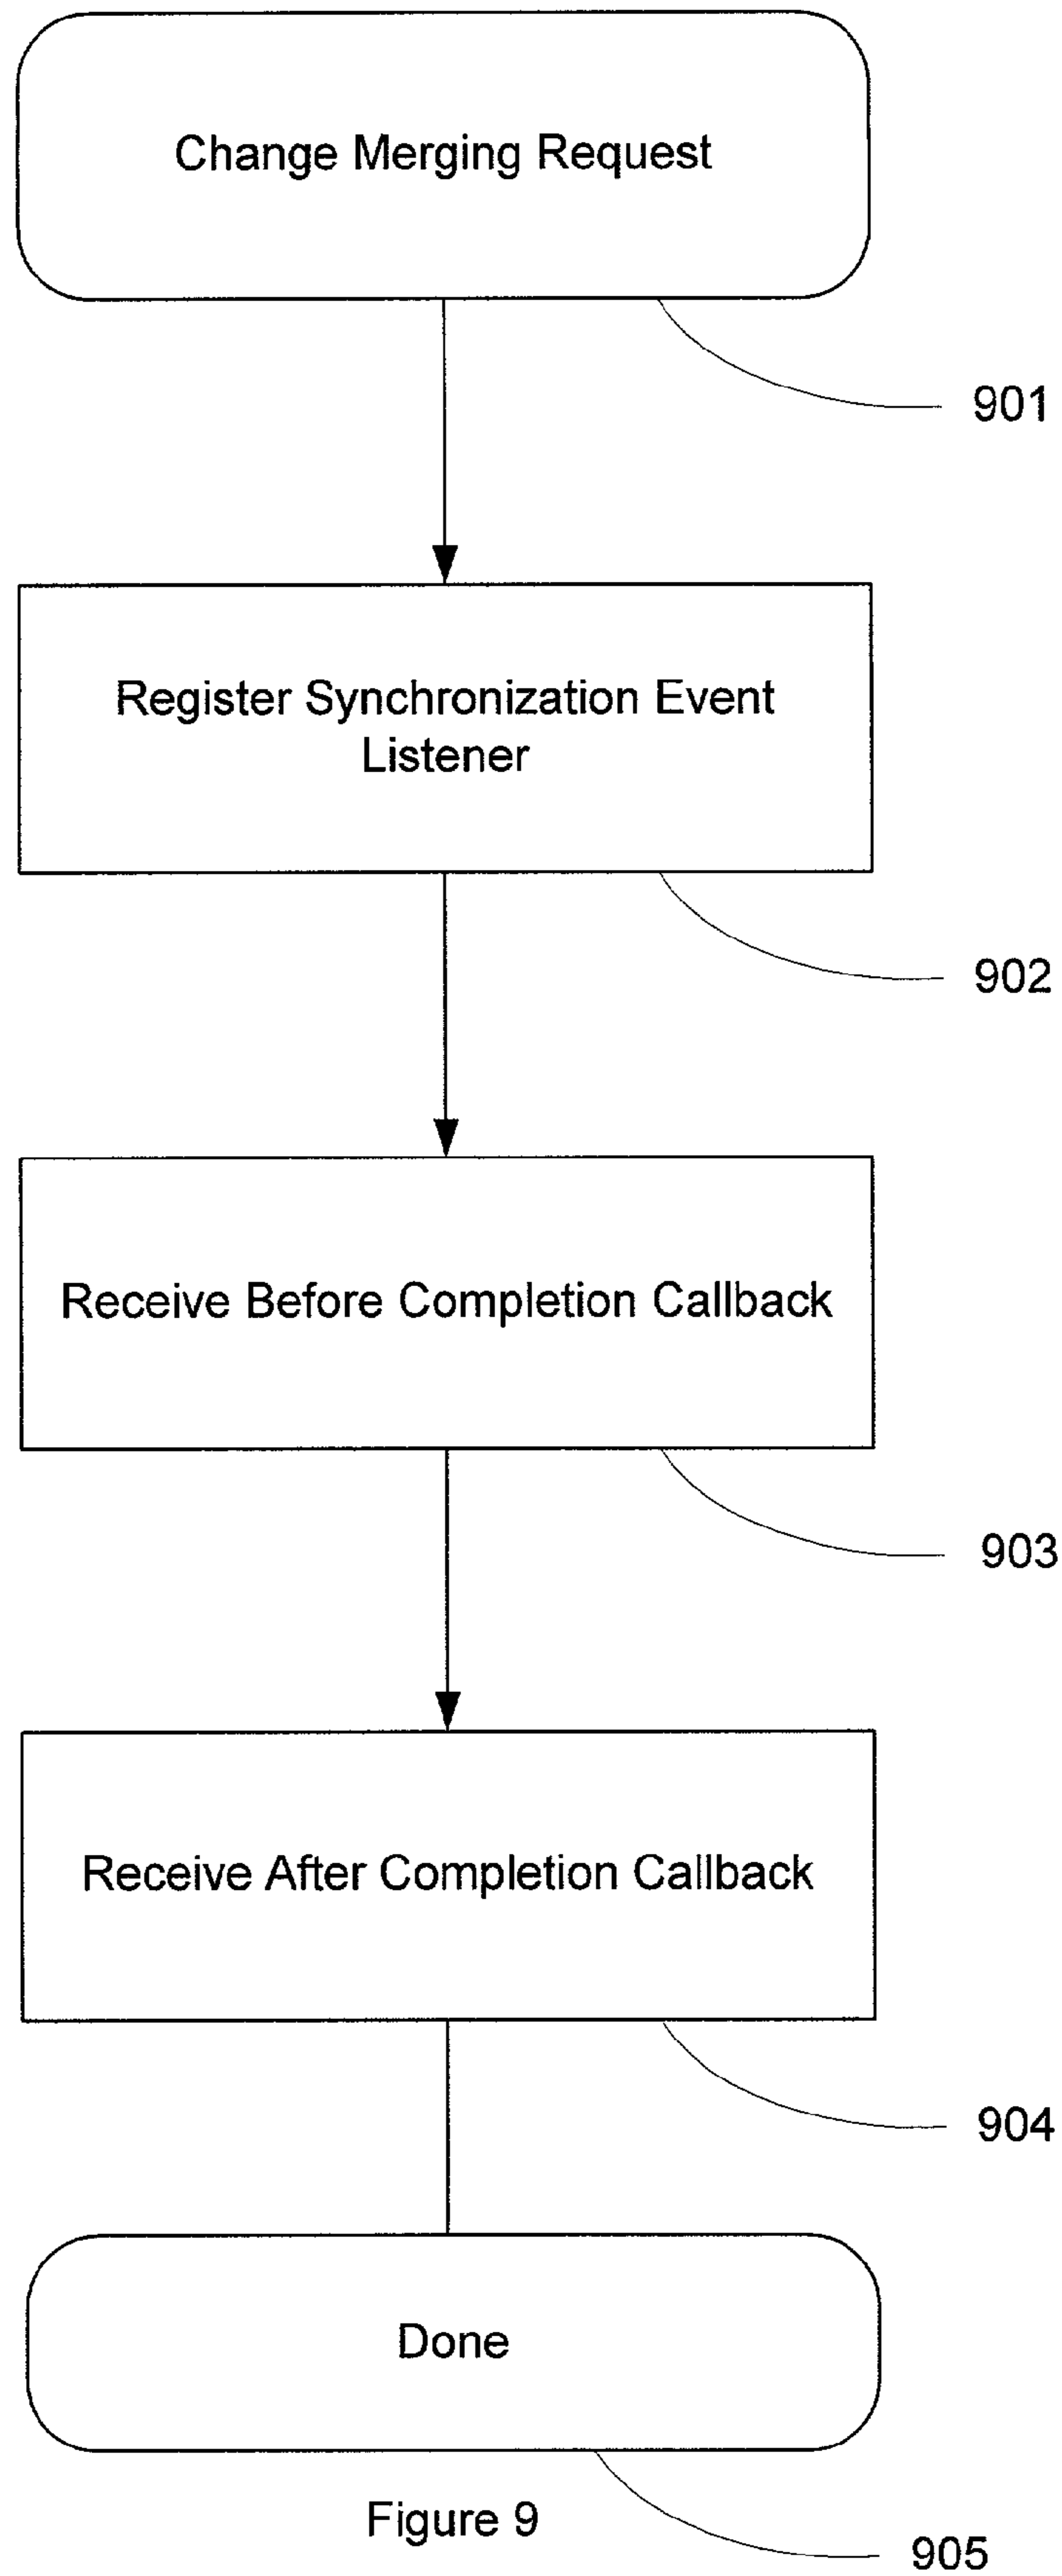 Change Merging Request
901
Register Synchronization Event
Listener
902
Receive Before Completion Callback
903
Receive After Completion Callback
904
Done
Figure 9
905